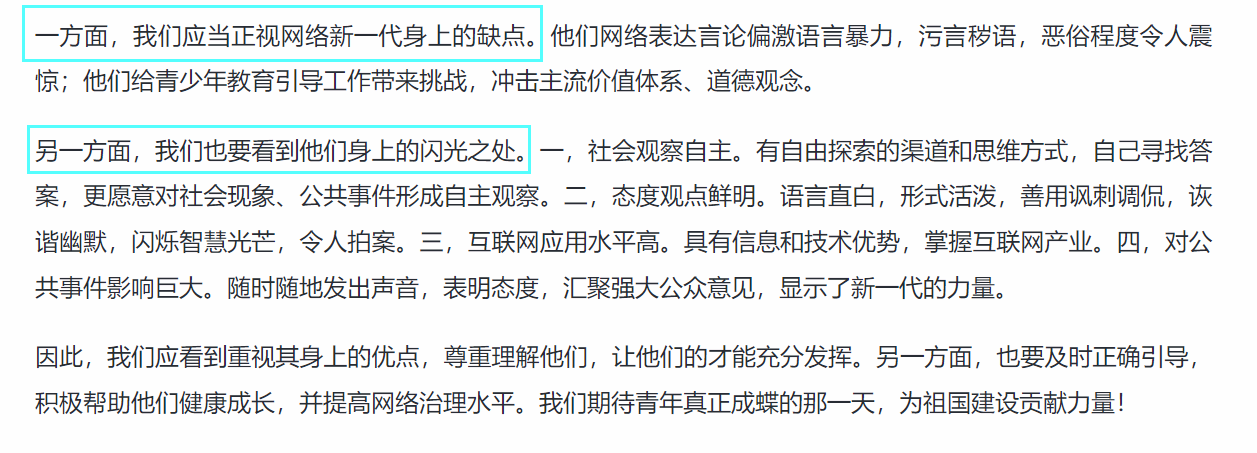 一方面，我们应当正视网络新一代身上的缺点。他们网络表达言论偏激语言暴力，污言秽语，恶俗程度令人震
惊；他们给青少年教育引导工作带来挑战，冲击主流价值体系、道德观念。
另一方面，我们也要看到他们身上的闪光之处。一，社会观察自主。有自由探索的渠道和思维方式，自己寻找答
案，更愿意对社会现象、公共事件形成自主观察。二，态度观点鲜明。语言直白，形式活泼，善用讽刺调侃，诙
谐幽默，闪烁智慧光芒，令人拍案。三，互联网应用水平高。具有信息和技术优势，掌握互联网产业。四，对公
共事件影响巨大。随时随地发出声音，表明态度，汇聚强大公众意见，显示了新一代的力量。
因此，我们应看到重视其身上的优点，尊重理解他们，让他们的才能充分发挥。另一方面，也要及时正确引导，
积极帮助他们健康成长，并提高网络治理水平。我们期待青年真正成蝶的那一天，为祖国建设贡献力量！